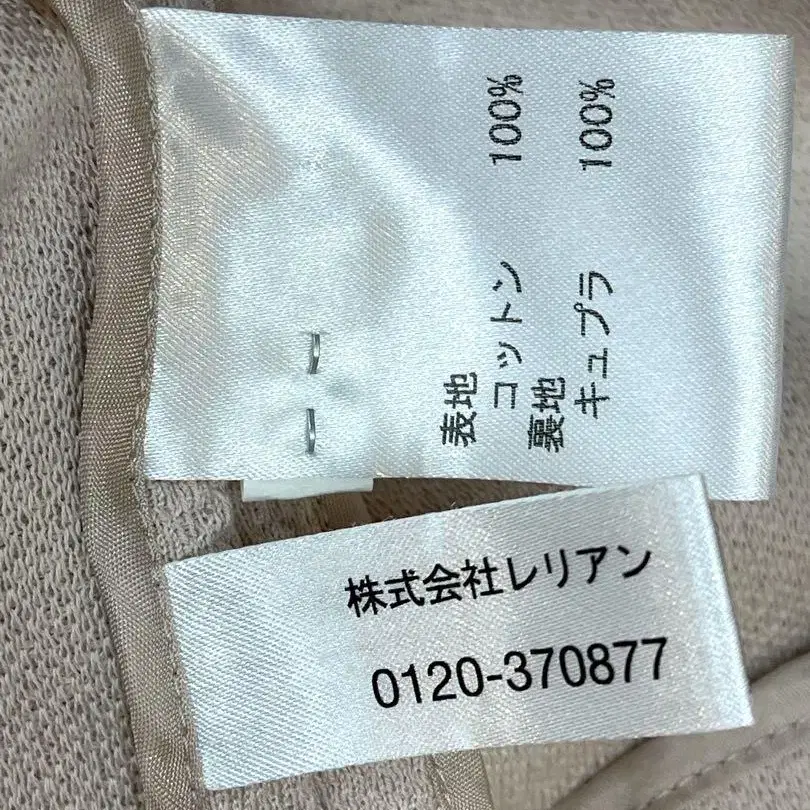 表地
コットン 100%
裏地
キュプラ 100%
株式会社レリアン
0120-370877